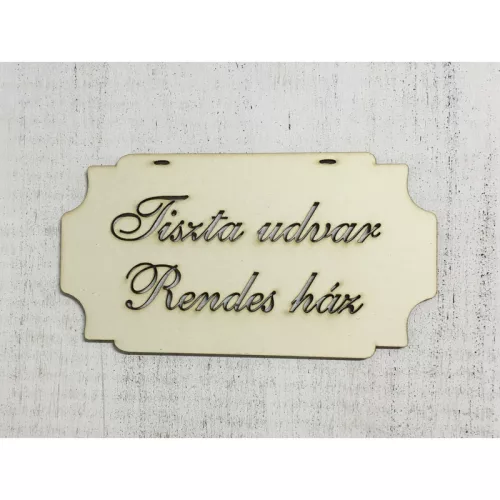 Tiszta udvar
Rendes ház